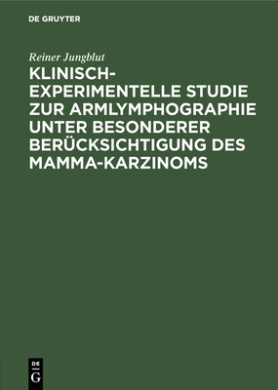 DE GRUYTER
Reiner Jungblut
KLINISCH-
EXPERIMENTELLE STUDIE
ZUR ARMLYMPHOGRAPHIE
UNTER BESONDERER
BERÜCKSICHTIGUNG DES
MAMMA-KARZINOMS
DE
G